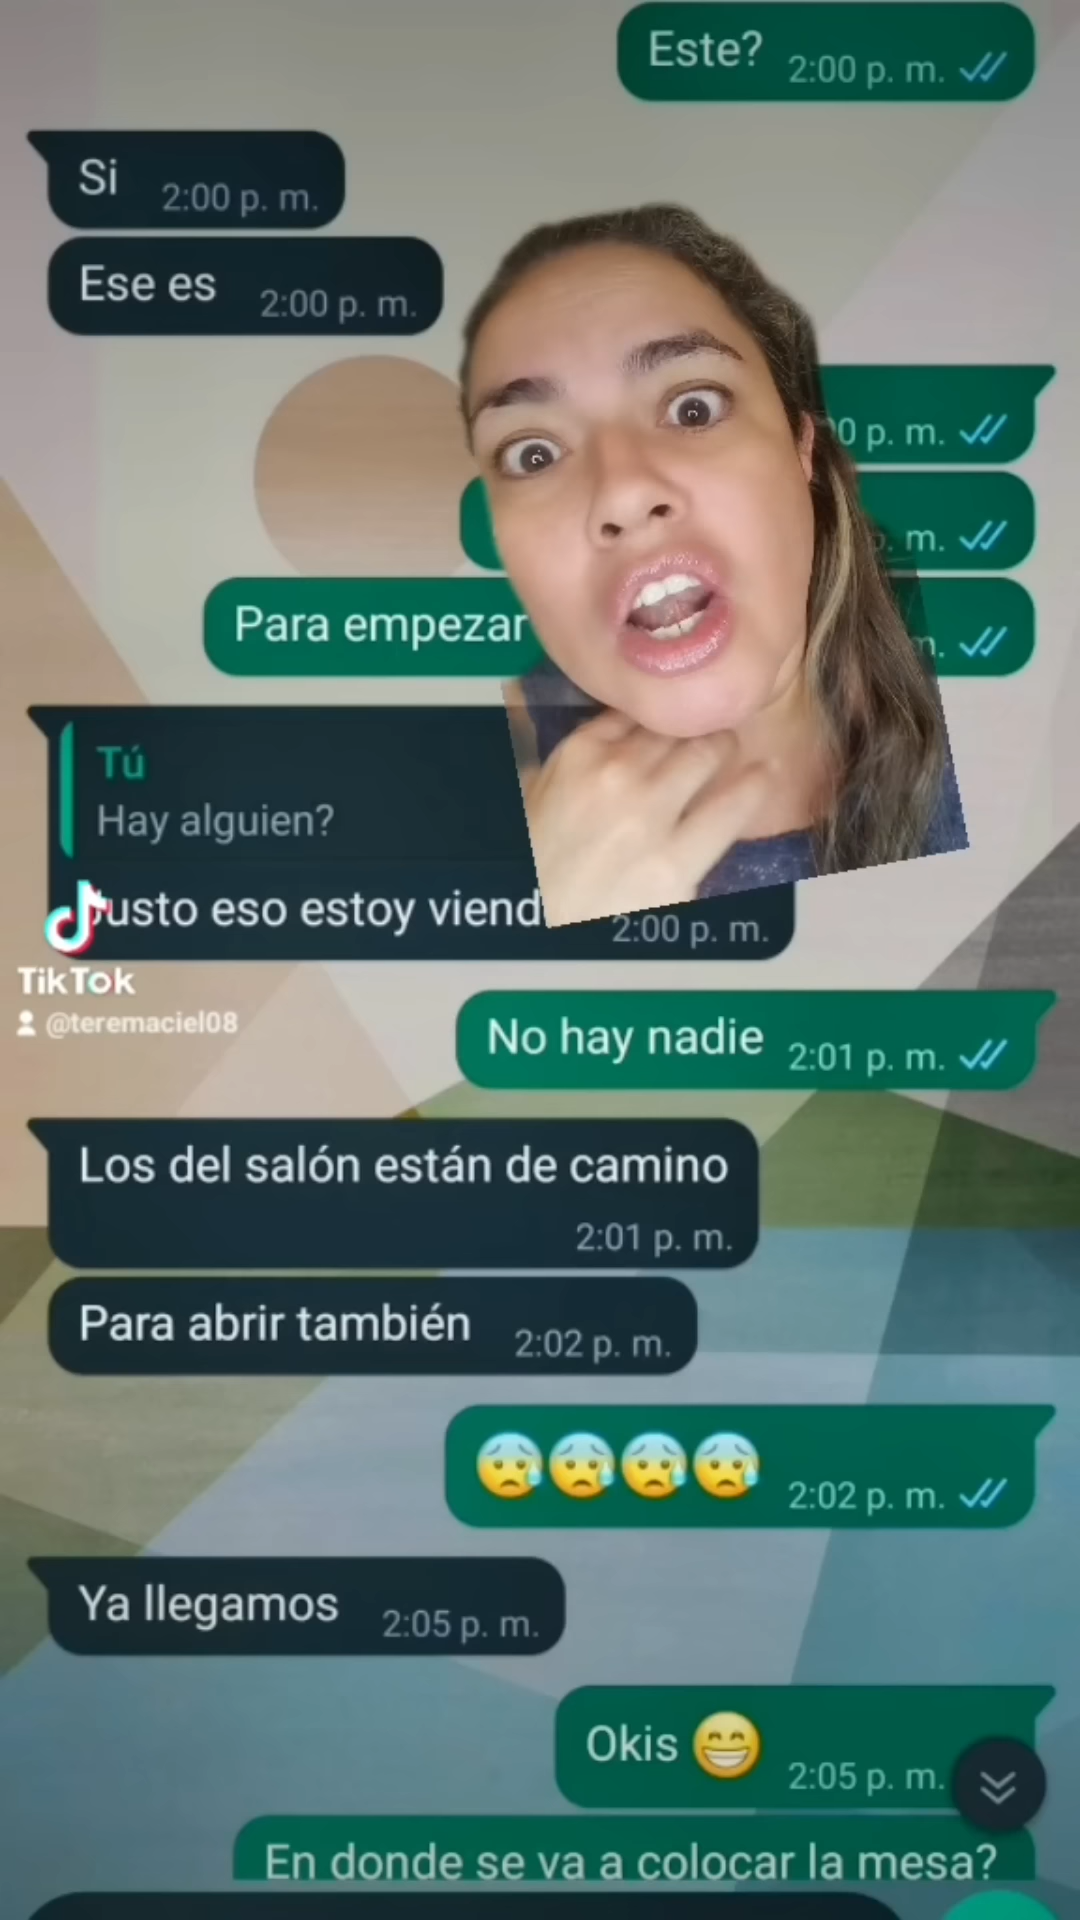 Este? 2:00 p. m.
Si 2:00 p. m.
Ese es 2:00 p. m.
0 p. m.
. m.
Para empezar
Tú
Hay alguien?
usto eso estoy viend
2:00 p. m.
TikTok
@teremaciel08
No hay nadie 2:01 p. m.
Los del salón están de camino
2:01 p. m.
Para abrir también 2:02 p. m.
😰😰😰😰 2:02 p. m.
Ya llegamos 2:05 p. m.
Okis 😁 2:05 p. m.
En donde se va a colocar la mesa?